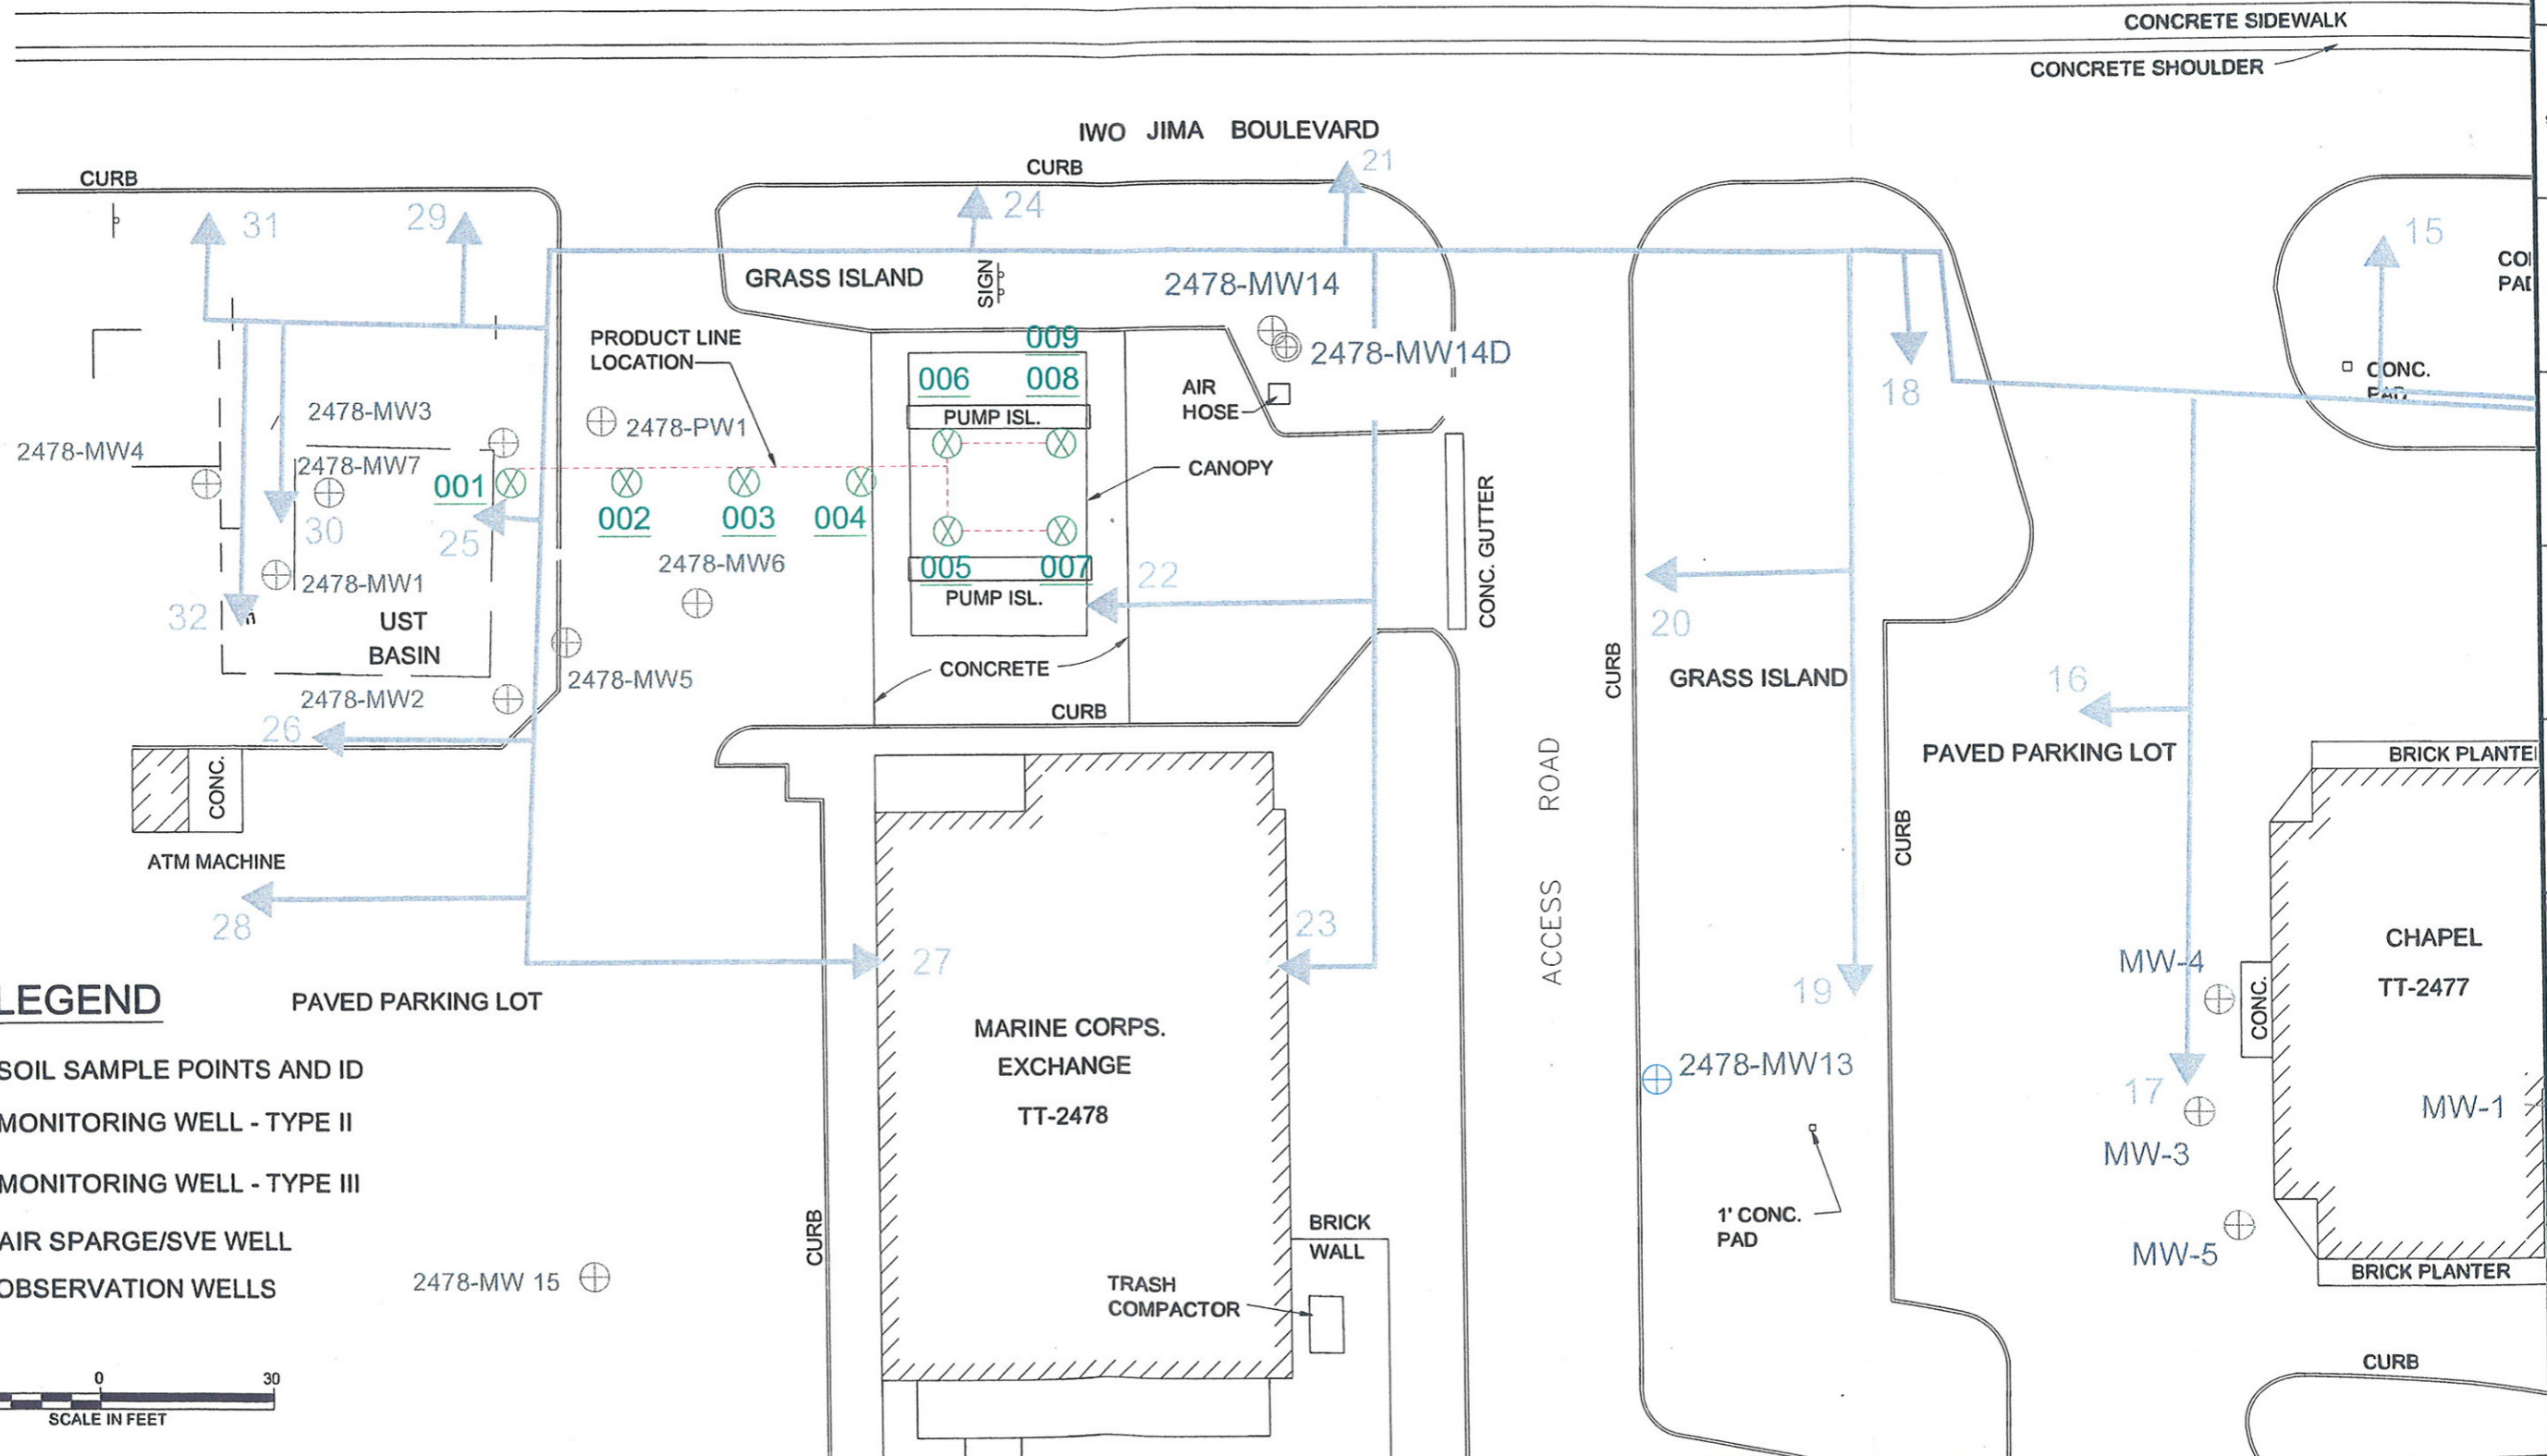 CONCRETE SIDEWALK
CONCRETE SHOULDER
IWO JIMA BOULEVARD
CURB
CURB
21
31
29
24
15
GRASS ISLAND
SIGN
2478-MW14
PRODUCT LINE
LOCATION
009
2478-MW14D
006
008
AIR
HOSE
18
CONC.
PAD
2478-MW3
2478-PW1
PUMP ISL.
2478-MW4
2478-MW7
001
CANOPY
002
003
004
30
25
CONC. GUTTER
2478-MW6
005
007
22
2478-MW1
PUMP ISL.
32
UST
BASIN
20
CONCRETE
2478-MW5
2478-MW2
CURB
GRASS ISLAND
16
26
CURB
PAVED PARKING LOT
CONC.
ACCESS ROAD
CURB
ATM MACHINE
28
23
27
19
CHAPEL
TT-2477
MW-4
CONC.
LEGEND
PAVED PARKING LOT
MARINE CORPS.
EXCHANGE
TT-2478
2478-MW13
17
MW-1
MW-3
SOIL SAMPLE POINTS AND ID
MONITORING WELL - TYPE II
MONITORING WELL - TYPE III
AIR SPARGE/SVE WELL
OBSERVATION WELLS
2478-MW 15
CURB
BRICK
WALL
1' CONC.
PAD
MW-5
BRICK PLANTER
TRASH
COMPACTOR
CURB
0
30
SCALE IN FEET